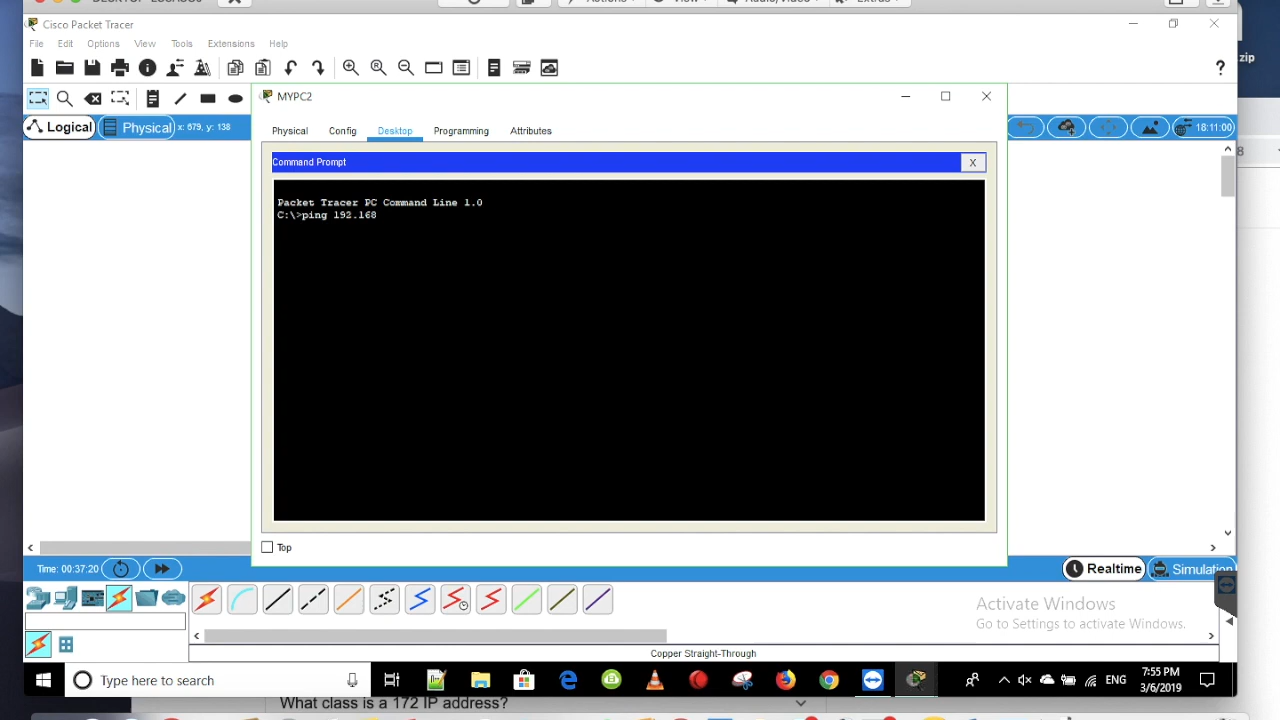 Cisco Packet Tracer
File Edit Options View Tools Extensions Help
?
Logical Physical x: 679, y: 138
18:11:00
MYPC2
Physical Config Desktop Programming Attributes
Command Prompt X
Packet Tracer PC Command Line 1.0
C:\>ping 192.168
Top
.zip
8
Time: 00:37:20
Realtime Simulation
Activate Windows
Go to Settings to activate Windows.
Copper Straight-Through
Type here to search
ENG
7:55 PM
3/6/2019
What class is a 172 IP address?